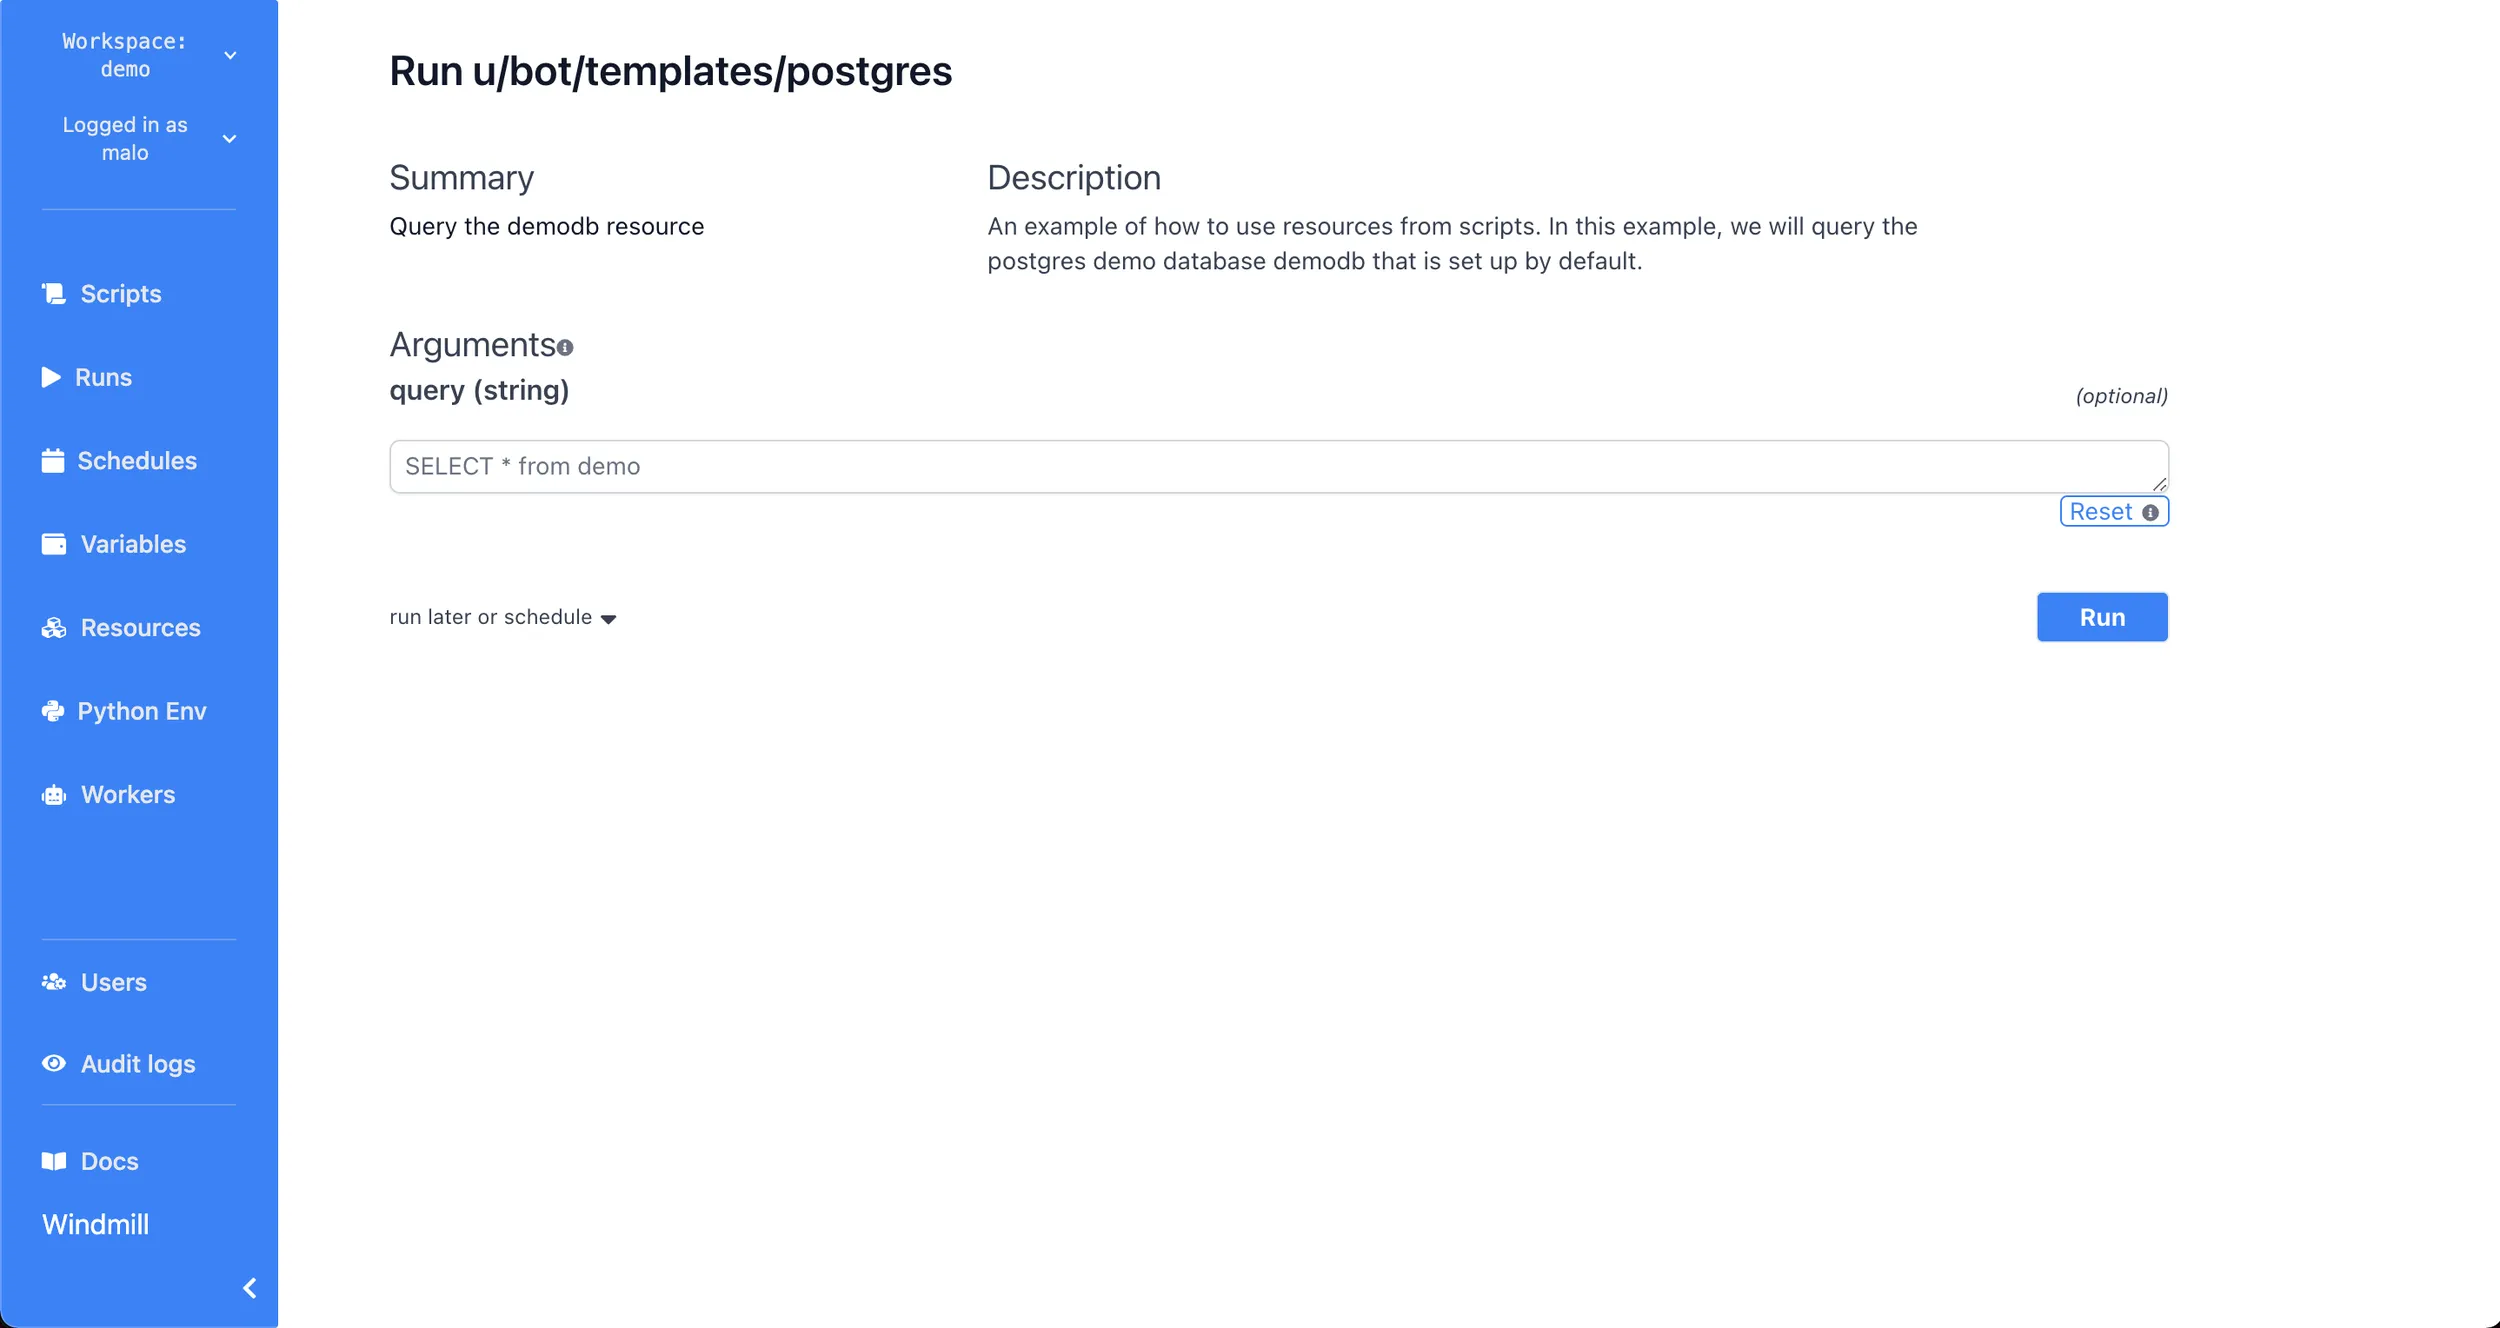 Workspace:
demo
Logged in as
malo
Scripts
Runs
Schedules
Variables
Resources
Python Env
Workers
Users
Audit logs
Docs
Windmill
Run u/bot/templates/postgres
Summary
Query the demodb resource
Description
An example of how to use resources from scripts. In this example, we will query the
postgres demo database demodb that is set up by default.
Arguments
query (string)
(optional)
SELECT * from demo
Reset
run later or schedule
Run